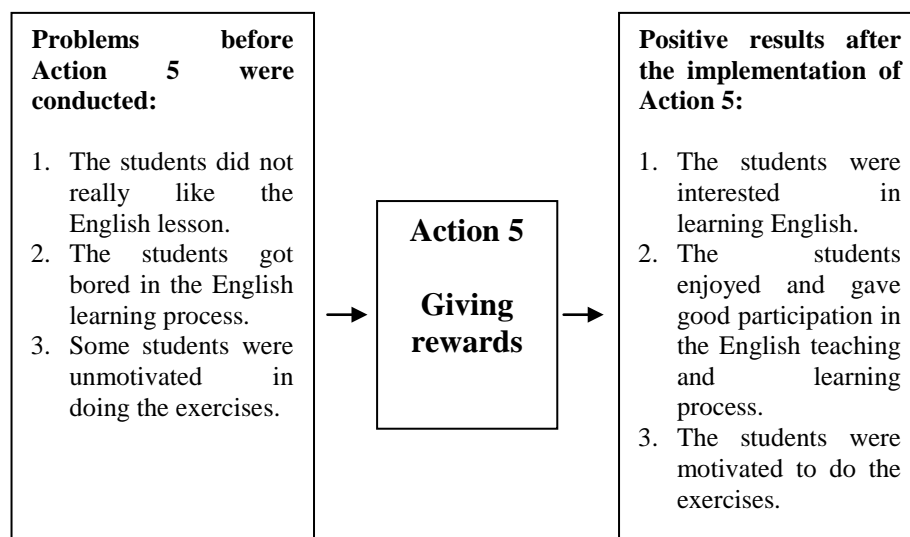 Problems before
Action 5 were
conducted:
1. The students did not
really like the
English lesson.
2. The students got
bored in the English
learning process.
3. Some students were
unmotivated in
doing the exercises.
Action 5
Giving
rewards
Positive results after
the implementation of
Action 5:
1. The students were
interested in
learning English.
2. The students
enjoyed and gave
good participation in
the English teaching
and learning
process.
3. The students were
motivated to do the
exercises.